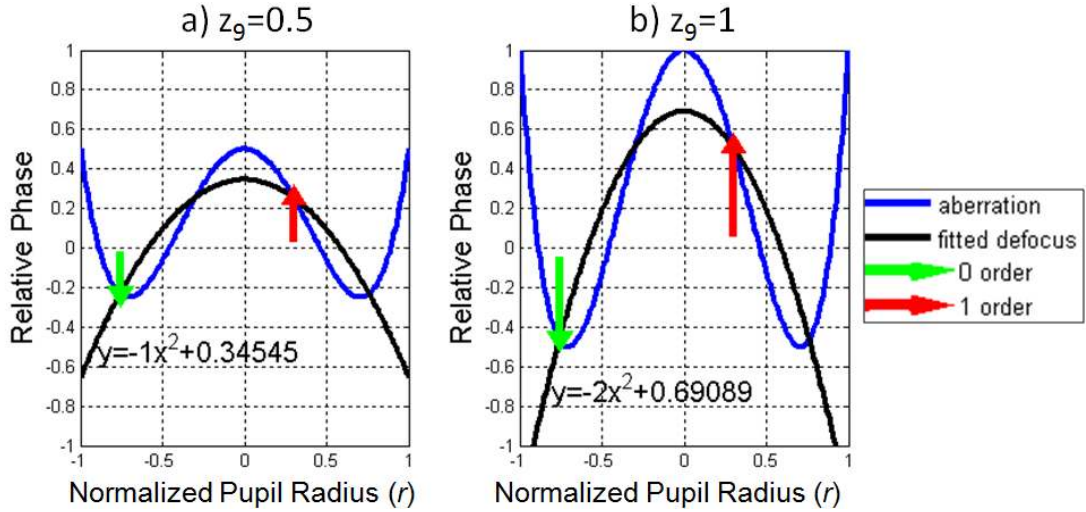 a) z9=0.5
b) z9=1
1
0.8
0.6
0.4
0.2
0
-0.2
-0.4
-0.6
-0.8
-1
-1
-0.5
0
0.5
1
Relative Phase
Normalized Pupil Radius (r)
y=-1x²+0.34545
1
0.8
0.6
0.4
0.2
0
-0.2
-0.4
-0.6
-0.8
-1
-1
-0.5
0
0.5
1
Relative Phase
Normalized Pupil Radius (r)
y=-2x²+0.69089
aberration
fitted defocus
0 order
1 order